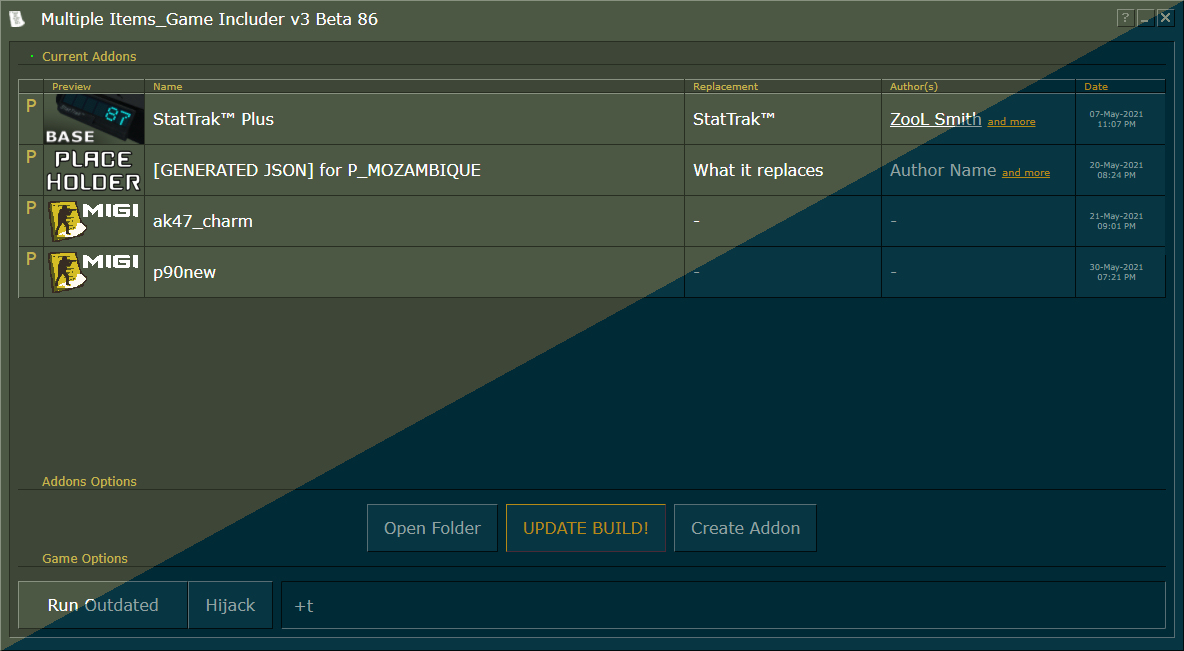 Multiple Items_Game Includer v3 Beta 86
?
Current Addons
Preview Name Replacement Author(s) Date
P 87 BASE StatTrak™ Plus StatTrak™ ZooL Smith and more 07-May-2021 11:07 PM
P PLACE HOLDER [GENERATED JSON] for P_MOZAMBIQUE What it replaces Author Name and more 20-May-2021 08:24 PM
P MIGI ak47_charm - - 21-May-2021 09:01 PM
P MIGI p90new - - 30-May-2021 07:21 PM
Addons Options
Open Folder UPDATE BUILD! Create Addon
Game Options
Run Outdated Hijack +t